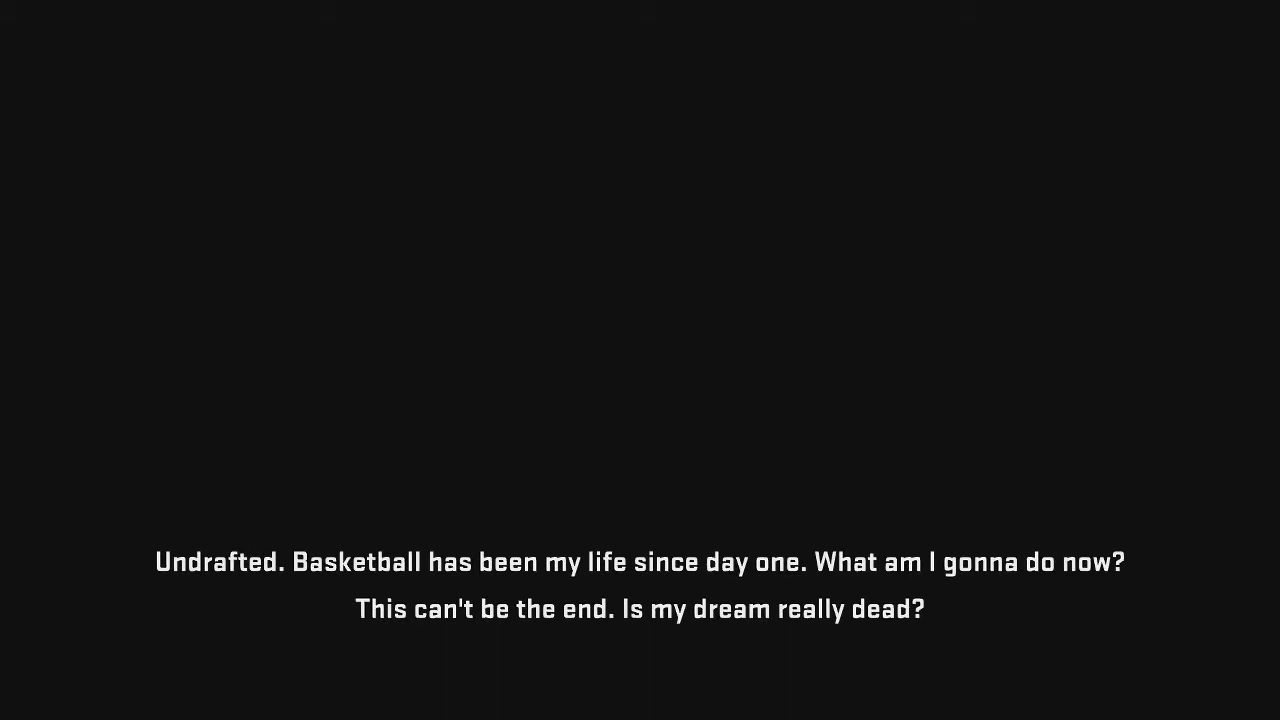 Undrafted. Basketball has been my life since day one. What am I gonna do now?
This can't be the end. Is my dream really dead?